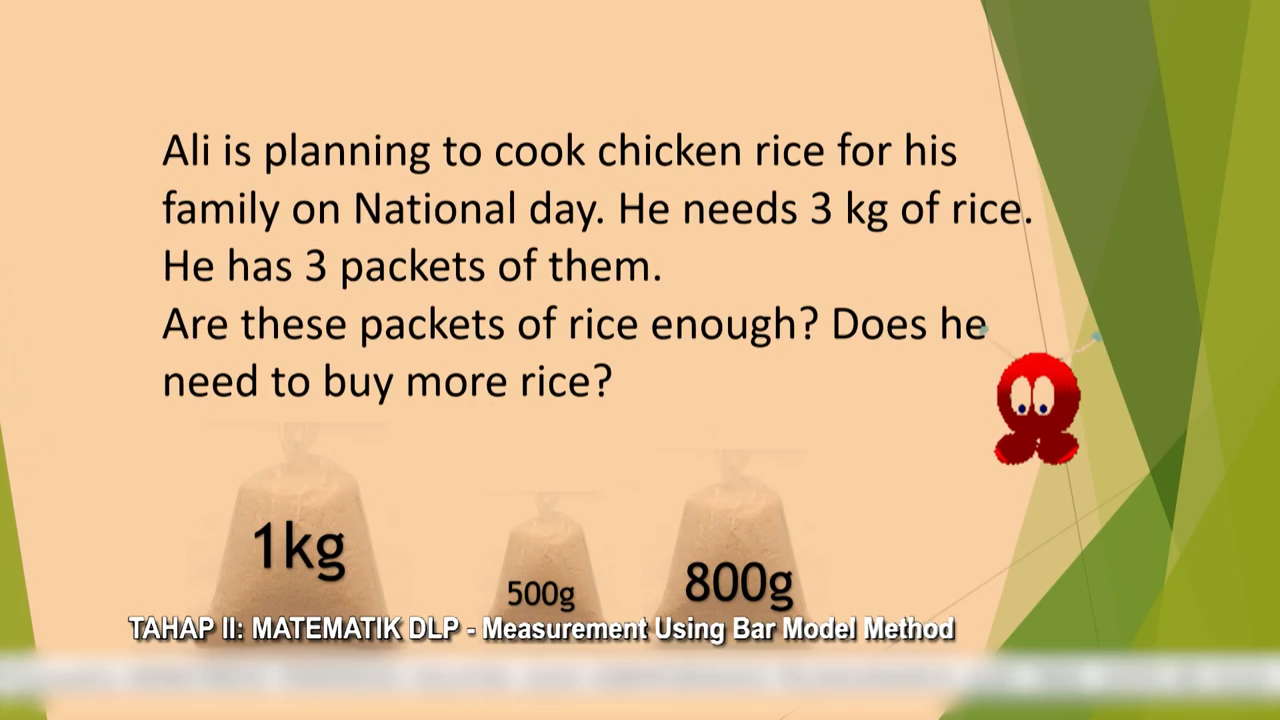 Ali is planning to cook chicken rice for his
family on National day. He needs 3 kg of rice.
He has 3 packets of them.
Are these packets of rice enough? Does he
need to buy more rice?
1kg
500g
800g
TAHAP II: MATEMATIK DLP - Measurement Using Bar Model Method